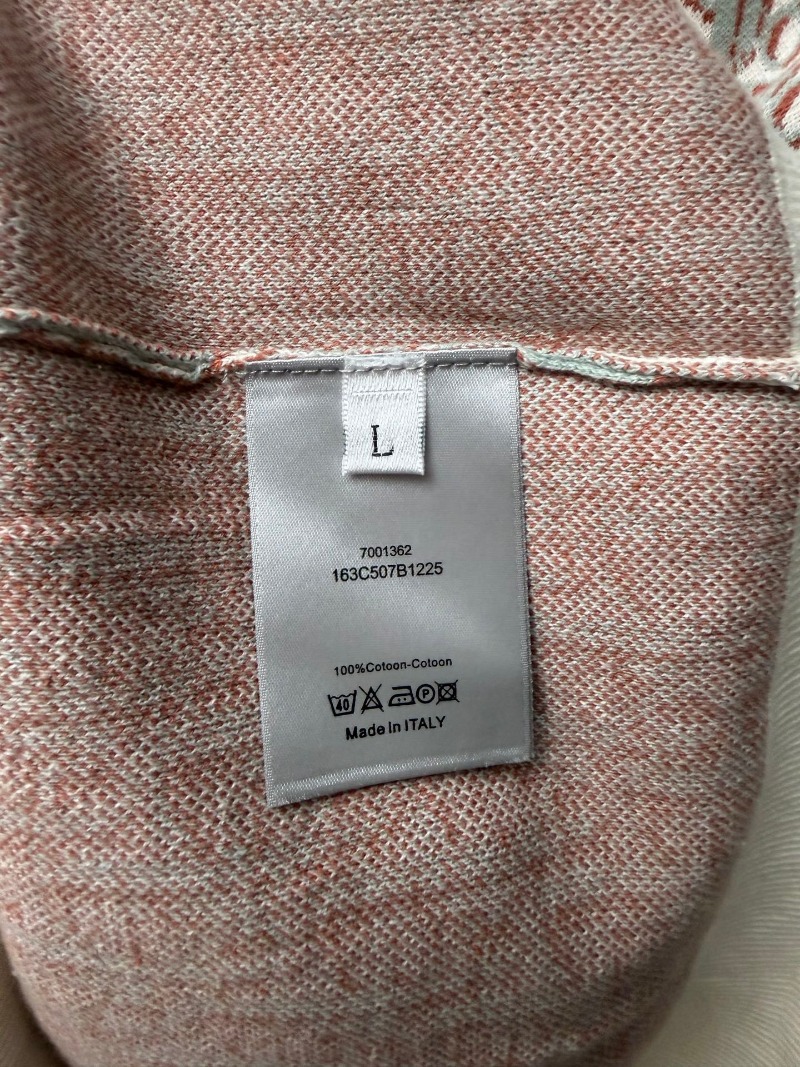 L
7001362
163C507B1225
100%Cotoon-Cotoon
40 P
Made In ITALY